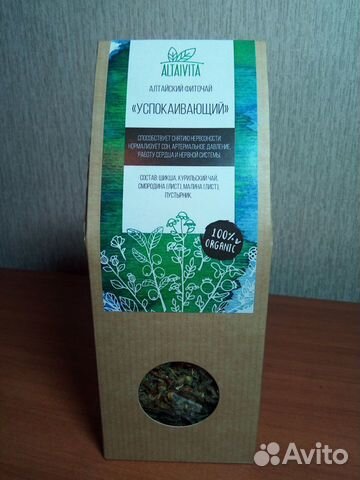 ALTAIVITA
АЛТАЙСКИЙ ФИТОЧАЙ
«УСПОКАИВАЮЩИЙ»
СПОСОБСТВУЕТ СНЯТИЮ НЕРВОЗНОСТИ,
НОРМАЛИЗУЕТ СОН, АРТЕРИАЛЬНОЕ ДАВЛЕНИЕ,
РАБОТУ СЕРДЦА И НЕРВНОЙ СИСТЕМЫ.
СОСТАВ: ШИКША, КУРИЛЬСКИЙ ЧАЙ,
СМОРОДИНА (ЛИСТ), МАЛИНА (ЛИСТ),
ПУСТЫРНИК.
100%
ORGANIC
Avito